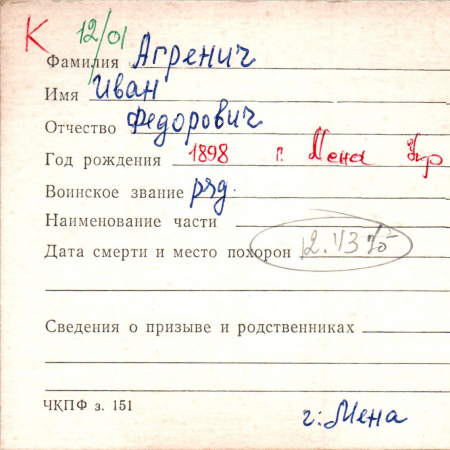 К 12/01
Фамилия Агренич
Имя Иван
Отчество Федорович
Год рождения 1898 г. Мена Укр
Воинское звание ряд.
Наименование части
Дата смерти и место похорон
Сведения о призыве и родственниках
ЧКПФ з. 151
г. Мена